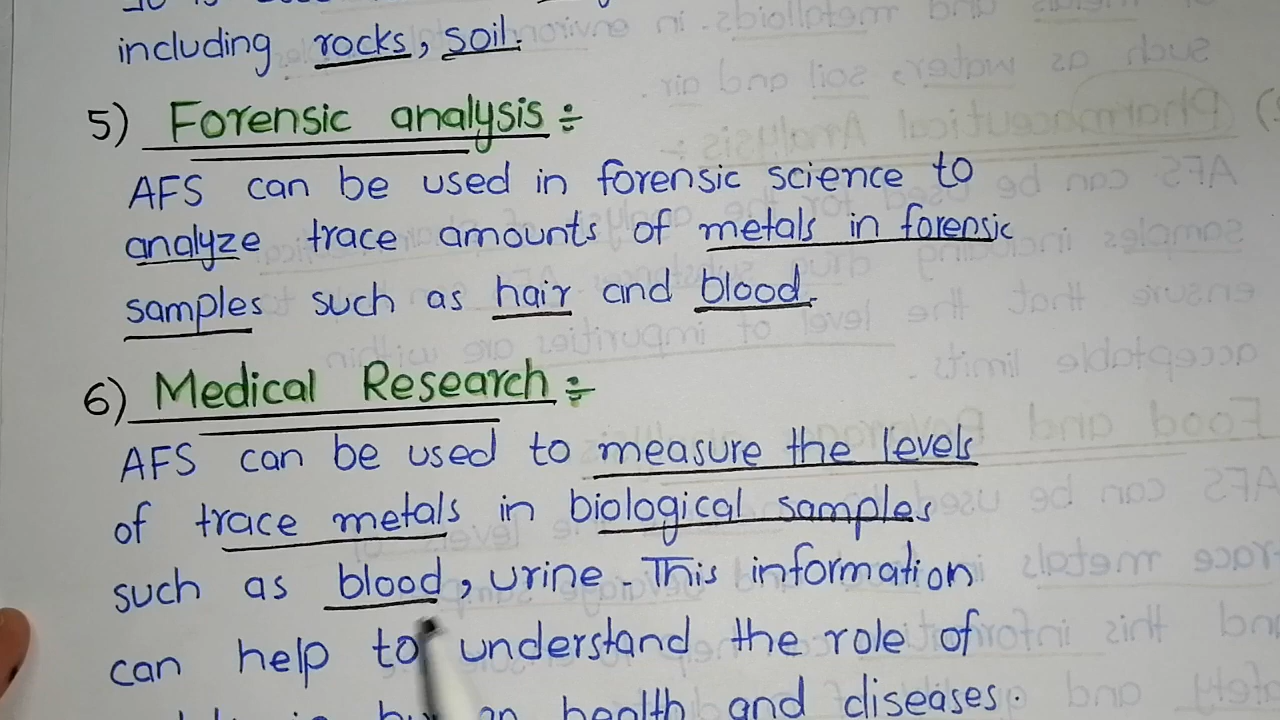 including rocks, soil.
5) Forensic analysis ÷
AFS can be used in forensic science to
analyze trace amounts of metals in forensic
samples such as hair and blood.
6) Medical Research ÷
AFS can be used to measure the levels
of trace metals in biological samples
such as blood, urine. This information
can help to understand the role of
in health and diseases.